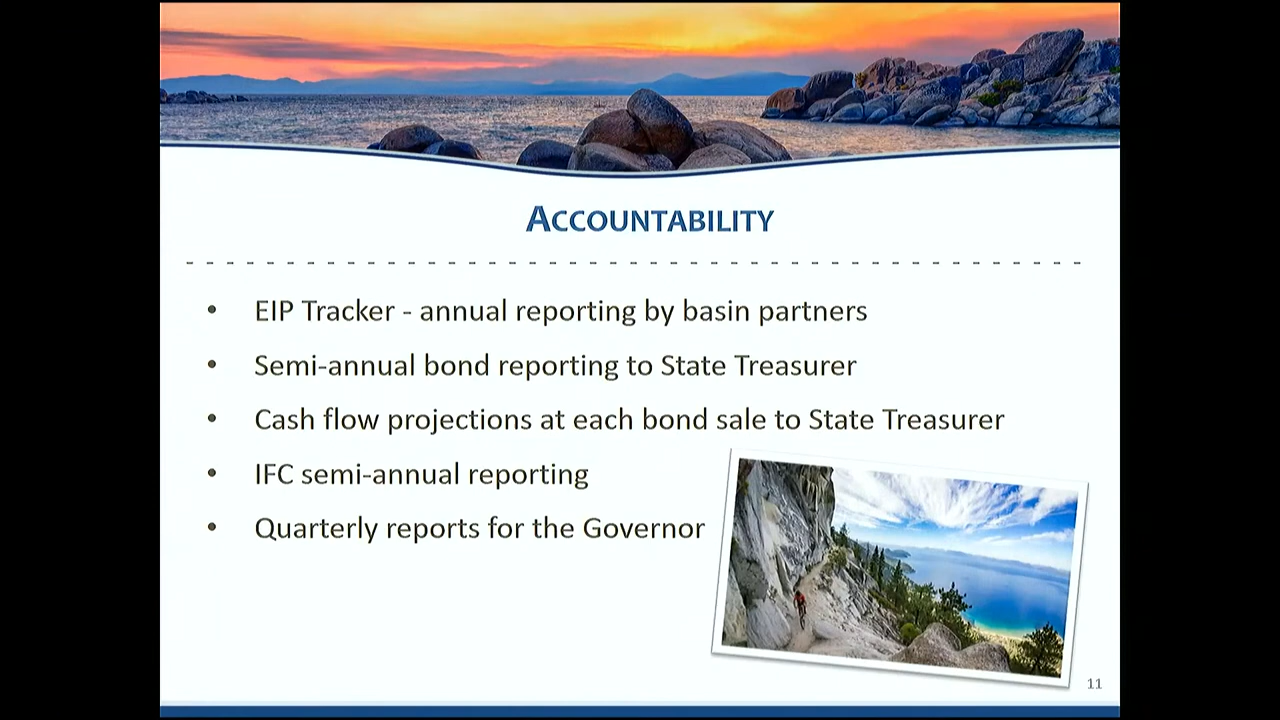 ACCOUNTABILITY
• EIP Tracker - annual reporting by basin partners
• Semi-annual bond reporting to State Treasurer
• Cash flow projections at each bond sale to State Treasurer
• IFC semi-annual reporting
• Quarterly reports for the Governor
11